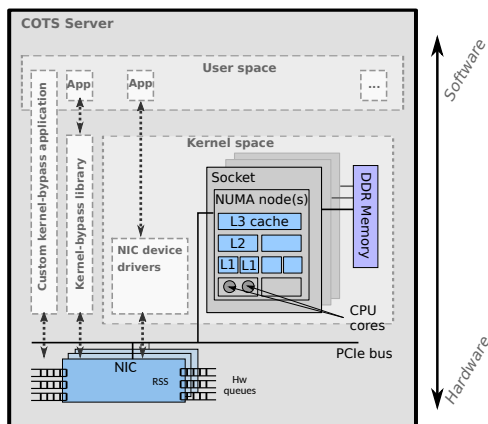 COTS Server
User space
App
App
...
Custom kernel-bypass application
Kernel-bypass library
Kernel space
NIC device
drivers
Socket
NUMA node(s)
L3 cache
L2
L1
L1
DDR Memory
CPU
cores
PCIe bus
NIC
RSS
Hw
queues
Software
Hardware